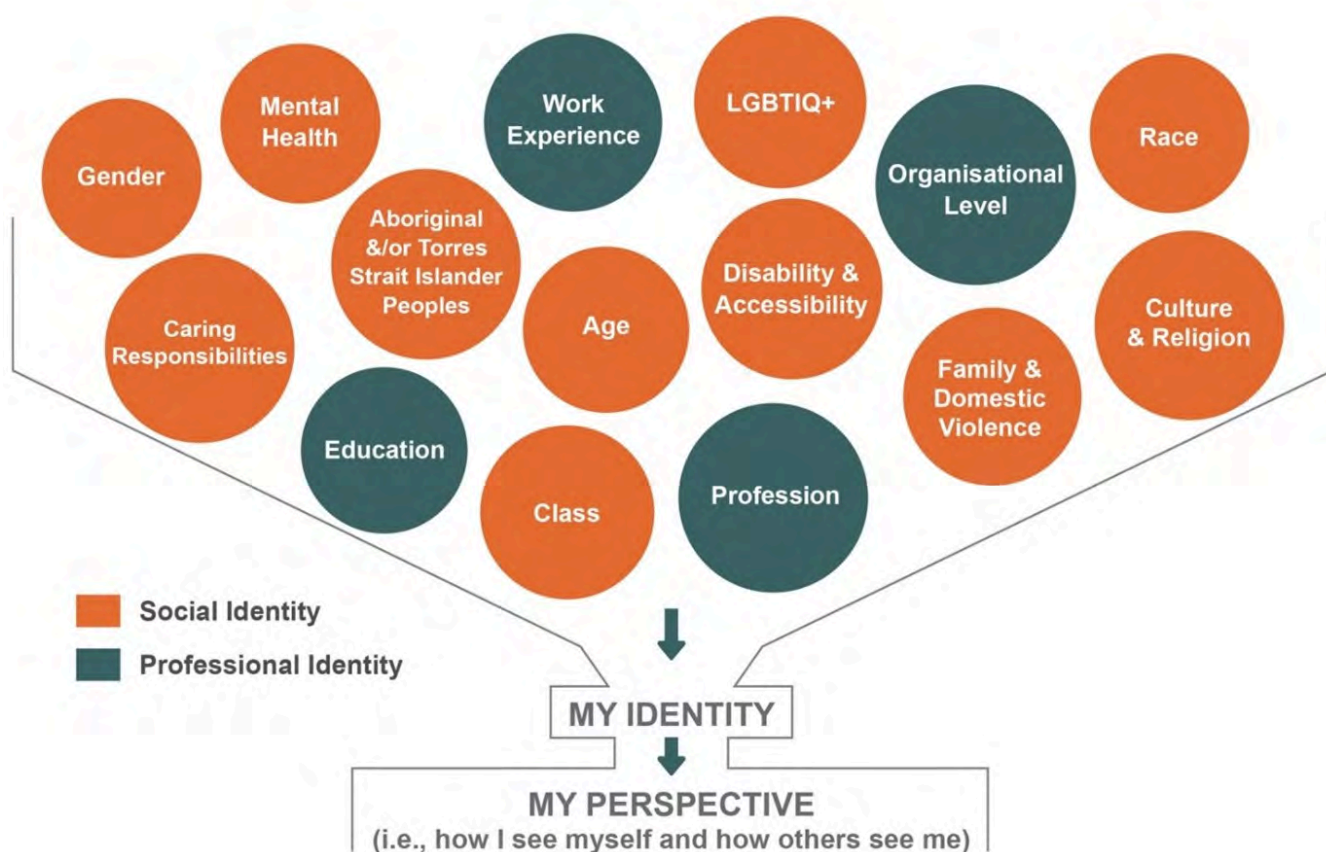 Gender
Mental
Health
Work
Experience
LGBTIQ+
Organisational
Level
Race
Caring
Responsibilities
Aboriginal
&/or Torres
Strait Islander
Peoples
Age
Disability &
Accessibility
Family &
Domestic
Violence
Culture
& Religion
Education
Class
Profession
Social Identity
Professional Identity
MY IDENTITY
MY PERSPECTIVE
(i.e., how I see myself and how others see me)